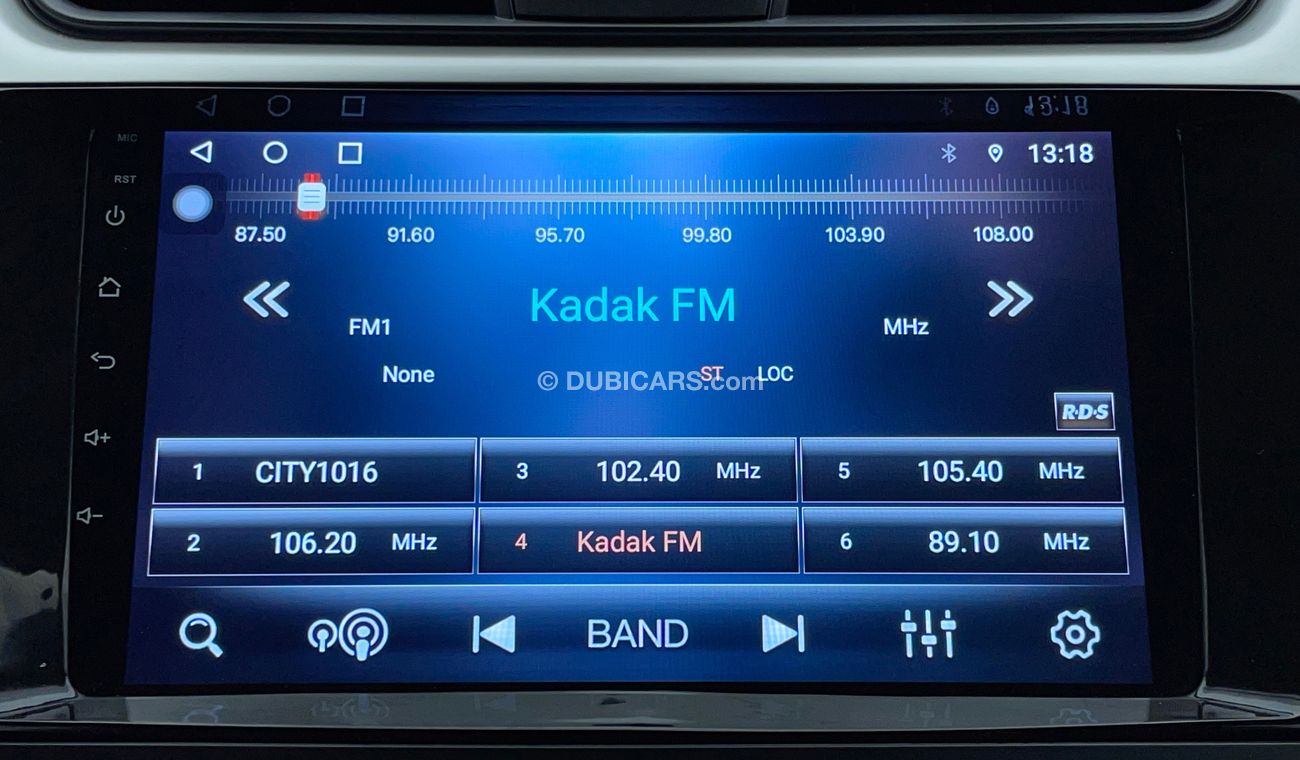 MIC
13:18
RST
13:18
87.50 91.60 95.70 99.80 103.90 108.00
Kadak FM
FM1 MHz
None ST LOC
© DUBICARS.com
R·D·S
1 CITY1016 3 102.40 MHz 5 105.40 MHz
2 106.20 MHz 4 Kadak FM 6 89.10 MHz
BAND